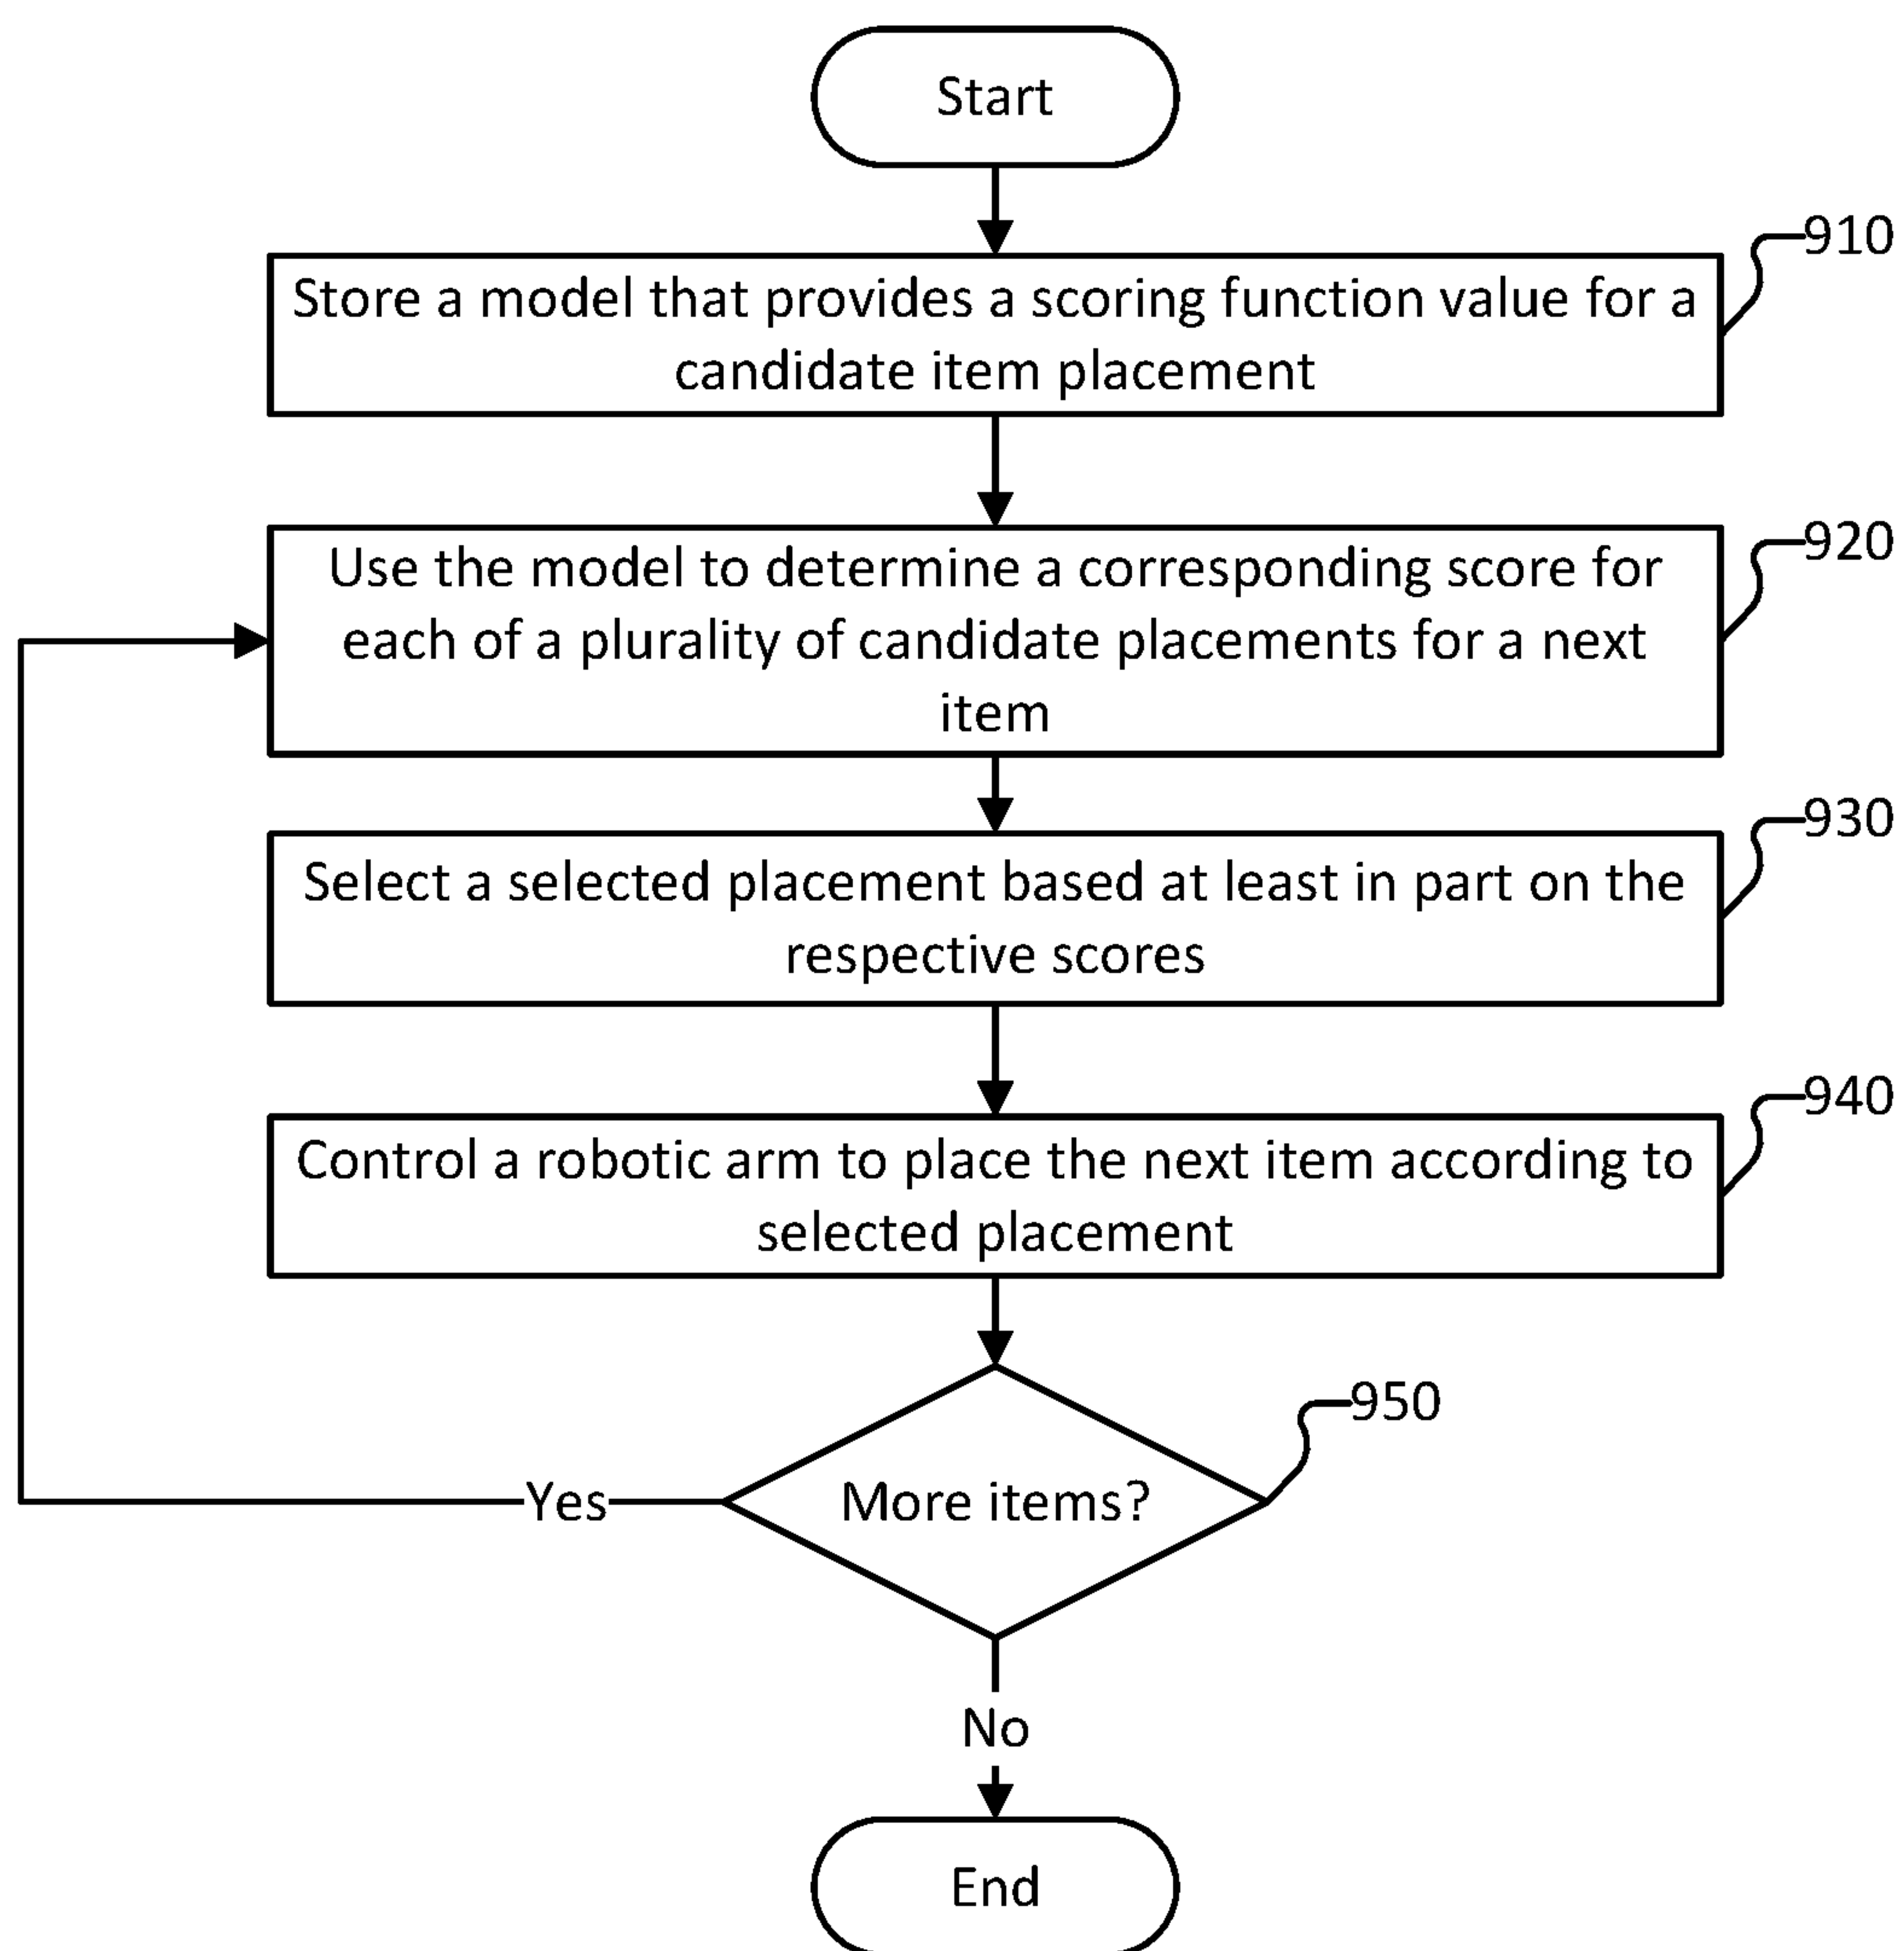 Start
910
Store a model that provides a scoring function value for a
candidate item placement
920
Use the model to determine a corresponding score for
each of a plurality of candidate placements for a next
item
930
Select a selected placement based at least in part on the
respective scores
940
Control a robotic arm to place the next item according to
selected placement
950
More items?
Yes
No
End